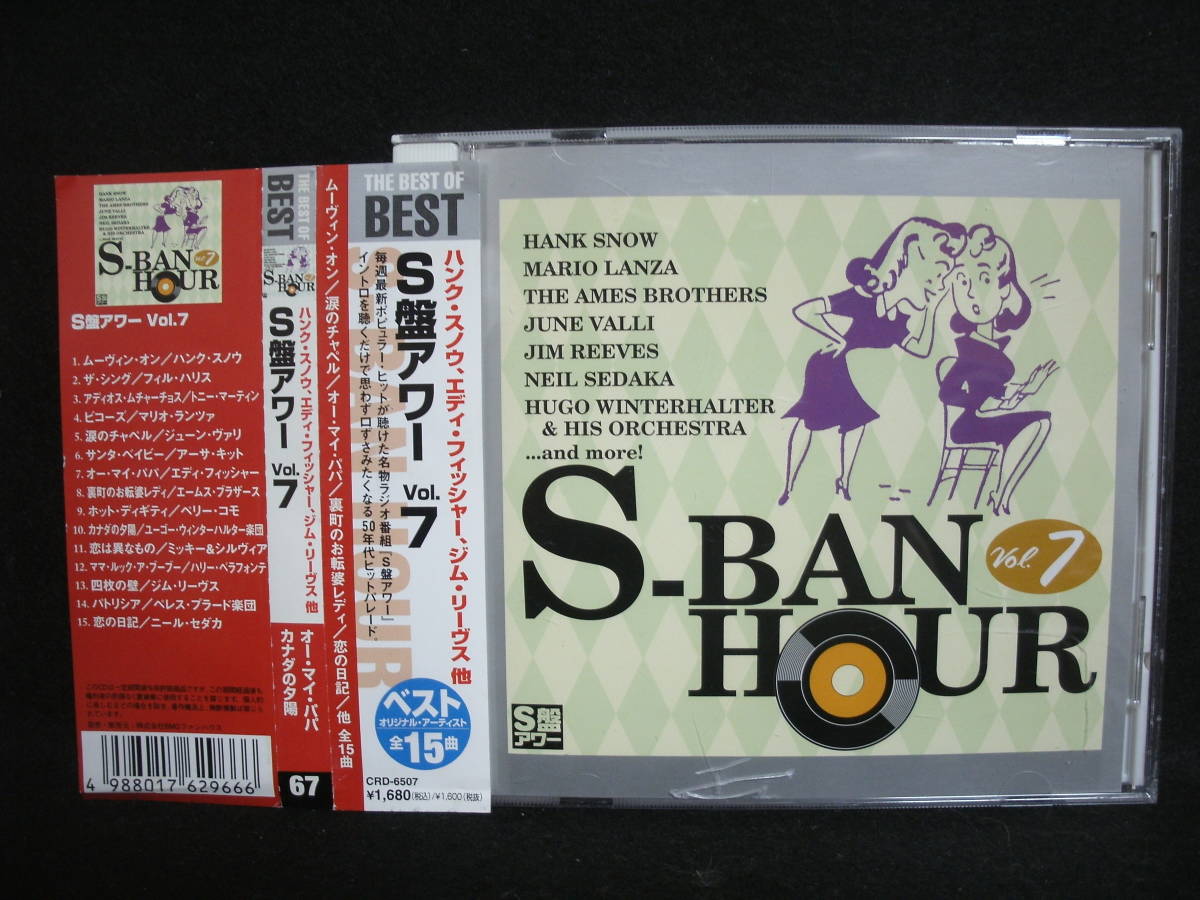 HANK SNOW
MARIO LANZA
THE AMES BROTHERS
JUNE VALLI
JIM REEVES
NEIL SEDAKA
HUGO WINTERHALTER
& HIS ORCHESTRA
...and more!
S-BAN
HOUR
Vol.7
S盤
アワー
S盤アワー Vol.7
1. ムーヴィン・オン／ハンク・スノウ
2. ザ・シング／フィル・ハリス
3. アディオス・ムチャーチョス／トニー・マーティン
4. ビコーズ／マリオ・ランツァ
5. 涙のチャペル／ジューン・ヴァリ
6. サンタ・ベイビー／アーサ・キット
7. オー・マイ・パパ／エディ・フィッシャー
8. 裏町のお転婆レディ／エームス・ブラザース
9. ホット・ディギティ／ペリー・コモ
10. カナダの夕陽／ユーゴー・ウィンターハルター楽団
11. 恋は異なもの／ミッキー&シルヴィア
12. ママ・ルック・ア・ブーブー／ハリー・ベラフォンテ
13. 四枚の壁／ジム・リーヴス
14. パトリシア／ペレス・プラード楽団
15. 恋の日記／ニール・セダカ
4 988017 629666
THE BEST OF
BEST
S-BAN
HOUR
ハンク・スノウ、エディ・フィッシャー、ジム・リーヴス 他
S盤アワー Vol.7
オー・マイ・パパ
カナダの夕陽
67
ムーヴィン・オン／涙のチャペル／オー・マイ・パパ／裏町のお転婆レディ／恋の日記／他 全15曲
THE BEST OF
BEST
ハンク・スノウ、エディ・フィッシャー、ジム・リーヴス 他
S盤アワー Vol.7
毎週最新ポピュラー・ヒットが聴けた名物ラジオ番組「S盤アワー」
イントロを聴くだけで思わず口ずさみたくなる50年代ヒットパレード。
S-BAN HOUR
ベスト
オリジナル・アーティスト
全15曲
CRD-6507
¥1,680(税込)/¥1,600(税抜)